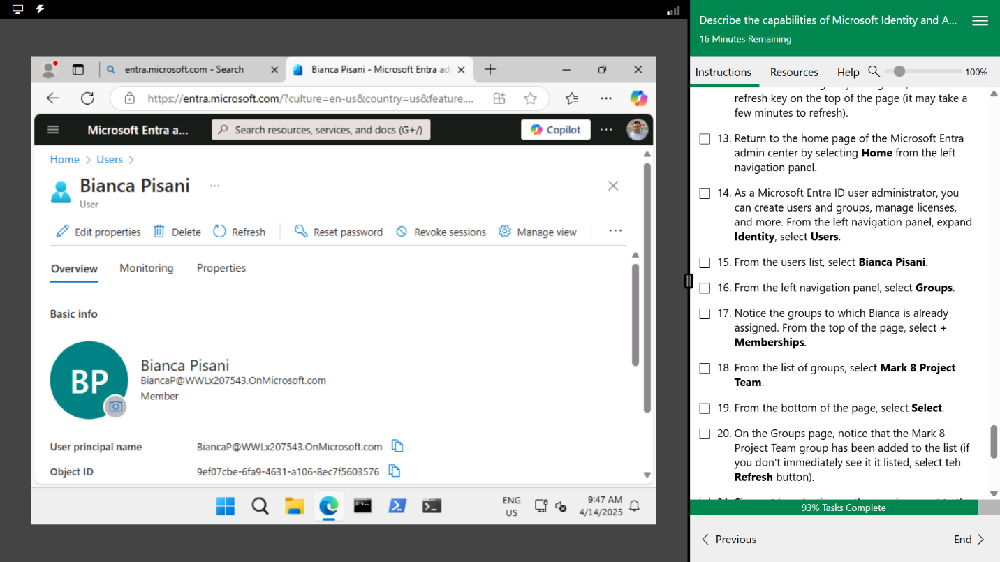 Describe the capabilities of Microsoft Identity and A...
16 Minutes Remaining
Instructions
Resources
Help
100%
entra.microsoft.com - Search
Bianca Pisani - Microsoft Entra ad
https://entra.microsoft.com/?culture=en-us&country=us&feature....
Microsoft Entra a...
Search resources, services, and docs (G+/)
Copilot
Home > Users >
Bianca Pisani
User
Edit properties
Delete
Refresh
Reset password
Revoke sessions
Manage view
Overview
Monitoring
Properties
Basic info
BP
Bianca Pisani
BiancaP@WWLx207543.OnMicrosoft.com
Member
User principal name
BiancaP@WWLx207543.OnMicrosoft.com
Object ID
9ef07cbe-6fa9-4631-a106-8ec7f5603576
ENG
US
9:47 AM
4/14/2025
refresh key on the top of the page (it may take a
few minutes to refresh).
13. Return to the home page of the Microsoft Entra
admin center by selecting Home from the left
navigation panel.
14. As a Microsoft Entra ID user administrator, you
can create users and groups, manage licenses,
and more. From the left navigation panel, expand
Identity, select Users.
15. From the users list, select Bianca Pisani.
16. From the left navigation panel, select Groups.
17. Notice the groups to which Bianca is already
assigned. From the top of the page, select +
Memberships.
18. From the list of groups, select Mark 8 Project
Team.
19. From the bottom of the page, select Select.
20. On the Groups page, notice that the Mark 8
Project Team group has been added to the list (if
you don't immediately see it it listed, select teh
Refresh button).
93% Tasks Complete
Previous
End